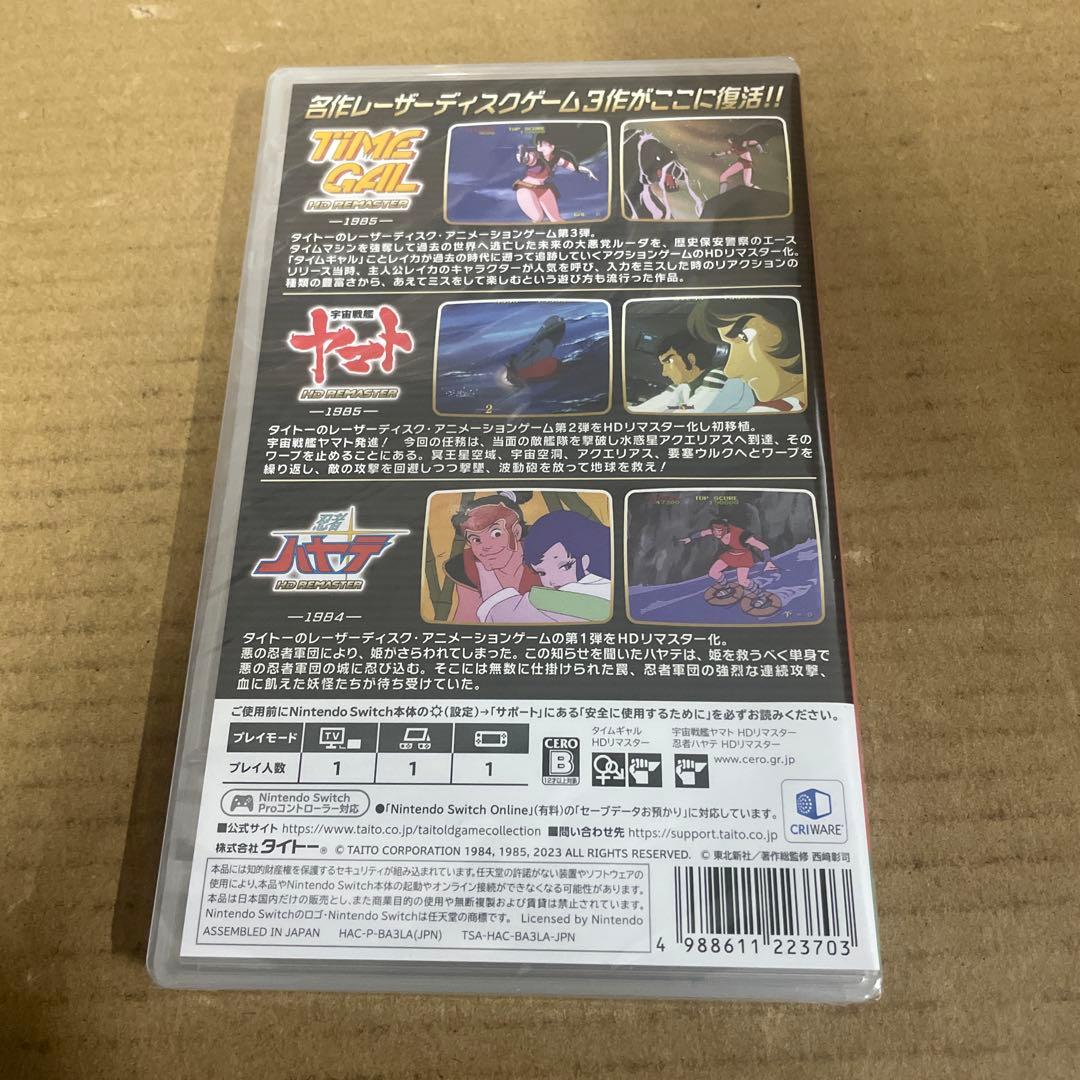 名作レーザーディスクゲーム3作がここに復活!!
TIME GAL
HD REMASTER
―1985―
タイトーのレーザーディスク・アニメーションゲーム第3弾。
タイムマシンを強奪して過去の世界へ逃亡した未来の大悪党ルーダを、歴史保安警察のエース
「タイムギャル」ことレイカが過去の時代に遡って追跡していくアクションゲームのHDリマスター化。
リリース当時、主人公レイカのキャラクターが人気を呼び、入力をミスした時のリアクションの
種類の豊富さから、あえてミスをして楽しむという遊び方も流行った作品。
宇宙戦艦
ヤマト
HD REMASTER
―1985―
2
タイトーのレーザーディスク・アニメーションゲーム第2弾をHDリマスター化し初移植。
宇宙戦艦ヤマト発進! 今回の任務は、当面の敵艦隊を撃破し水惑星アクエリアスへ到達、その
ワープを止めることにある。冥王星空域、宇宙空洞、アクエリアス、要塞ウルクへとワープを
繰り返し、敵の攻撃を回避しつつ撃墜、波動砲を放って地球を救え!
忍者
ハヤテ
HD REMASTER
―1984―
TOP SCORE
タイトーのレーザーディスク・アニメーションゲームの第1弾をHDリマスター化。
悪の忍者軍団により、姫がさらわれてしまった。この知らせを聞いたハヤテは、姫を救うべく単身で
悪の忍者軍団の城に忍び込む。そこには無数に仕掛けられた罠、忍者軍団の強烈な連続攻撃、
血に飢えた妖怪たちが待ち受けていた。
ご使用前にNintendo Switch本体の(設定)→「サポート」にある「安全に使用するために」を必ずお読みください。
プレイモード TV
プレイ人数 1 1 1
CERO B 12才以上対象
タイムギャル HDリマスター
宇宙戦艦ヤマト HDリマスター
忍者ハヤテ HDリマスター
www.cero.gr.jp
Nintendo Switch
Proコントローラー対応
●「Nintendo Switch Online」(有料)の「セーブデータお預かり」に対応しています。
CRIWARE
■公式サイト https://www.taito.co.jp/taitoldgamecollection ■問い合わせ先 https://support.taito.co.jp
株式会社タイトー® © TAITO CORPORATION 1984, 1985, 2023 ALL RIGHTS RESERVED. © 東北新社/著作総監修 西﨑彰司
本品には知的財産権を保護するセキュリティが組み込まれています。任天堂の許諾がない装置やソフトウェアの
使用により、本品やNintendo Switch本体の起動やオンライン接続ができなくなる可能性があります。
本品は日本国内だけの販売とし、また商業目的の使用や無断複製および賃貸は禁止されています。
Nintendo Switchのロゴ・Nintendo Switchは任天堂の商標です。 Licensed by Nintendo
ASSEMBLED IN JAPAN HAC-P-BA3LA(JPN) TSA-HAC-BA3LA-JPN
4 988611 223703